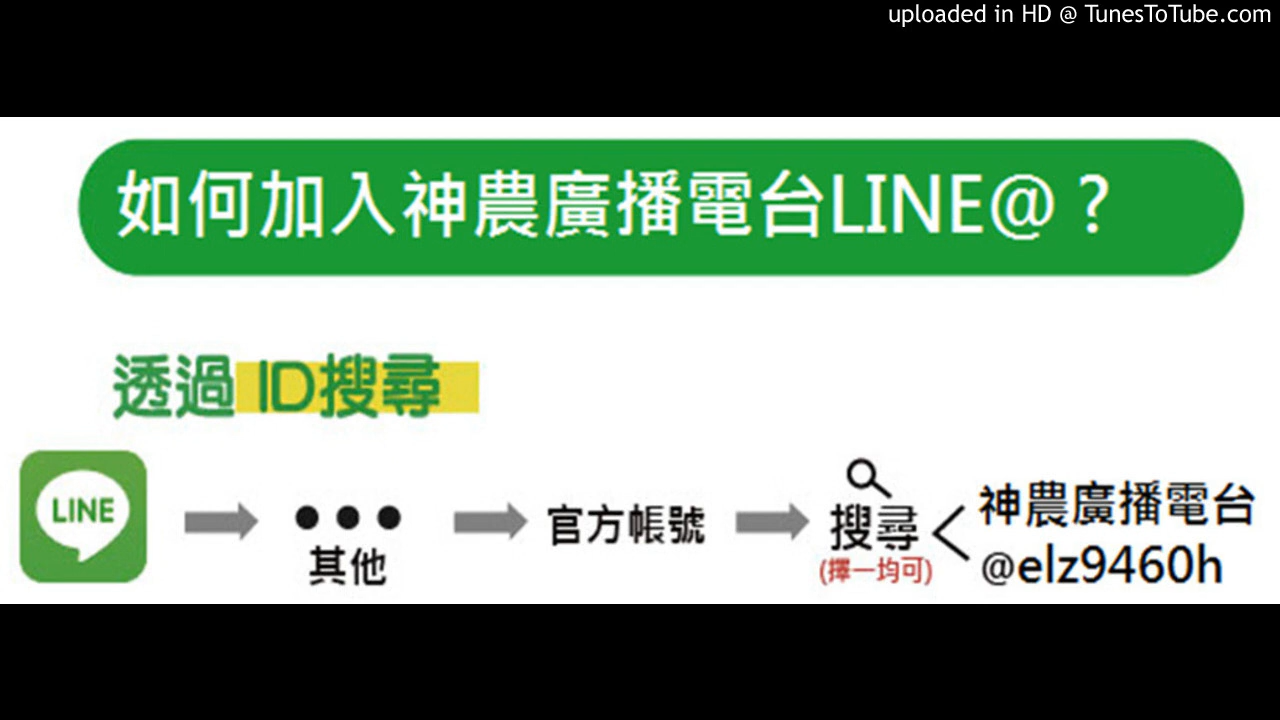 uploaded in HD @ TunesToTube.com
如何加入神農廣播電台LINE@？
透過 ID搜尋
LINE
其他
官方帳號
搜尋
(擇一均可)
神農廣播電台
@elz9460h